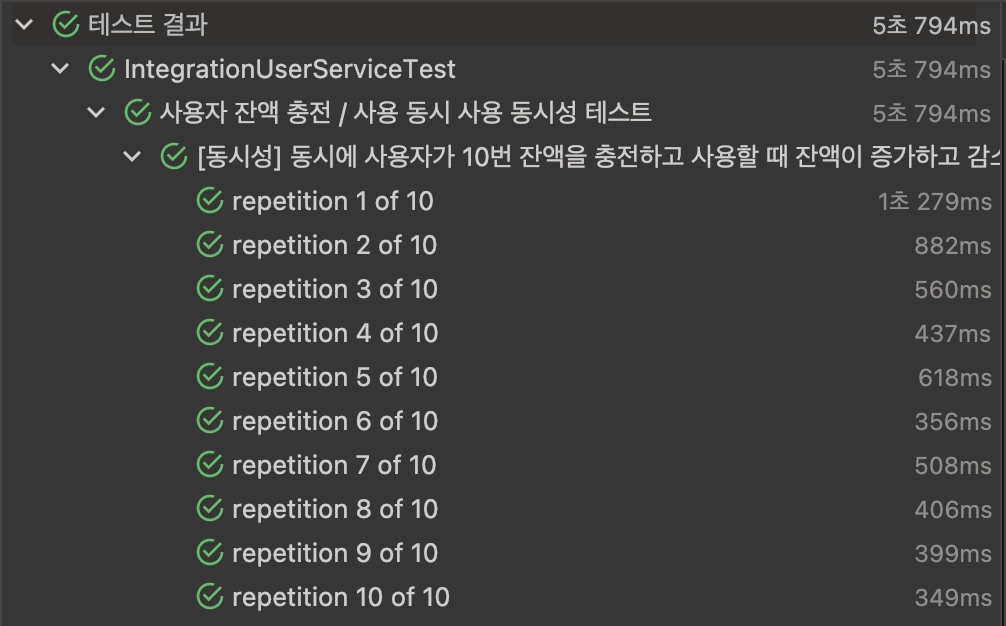 테스트 결과 5초 794ms
IntegrationUserServiceTest 5초 794ms
사용자 잔액 충전 / 사용 동시 사용 동시성 테스트 5초 794ms
[동시성] 동시에 사용자가 10번 잔액을 충전하고 사용할 때 잔액이 증가하고
repetition 1 of 10 1초 279ms
repetition 2 of 10 882ms
repetition 3 of 10 560ms
repetition 4 of 10 437ms
repetition 5 of 10 618ms
repetition 6 of 10 356ms
repetition 7 of 10 508ms
repetition 8 of 10 406ms
repetition 9 of 10 399ms
repetition 10 of 10 349ms